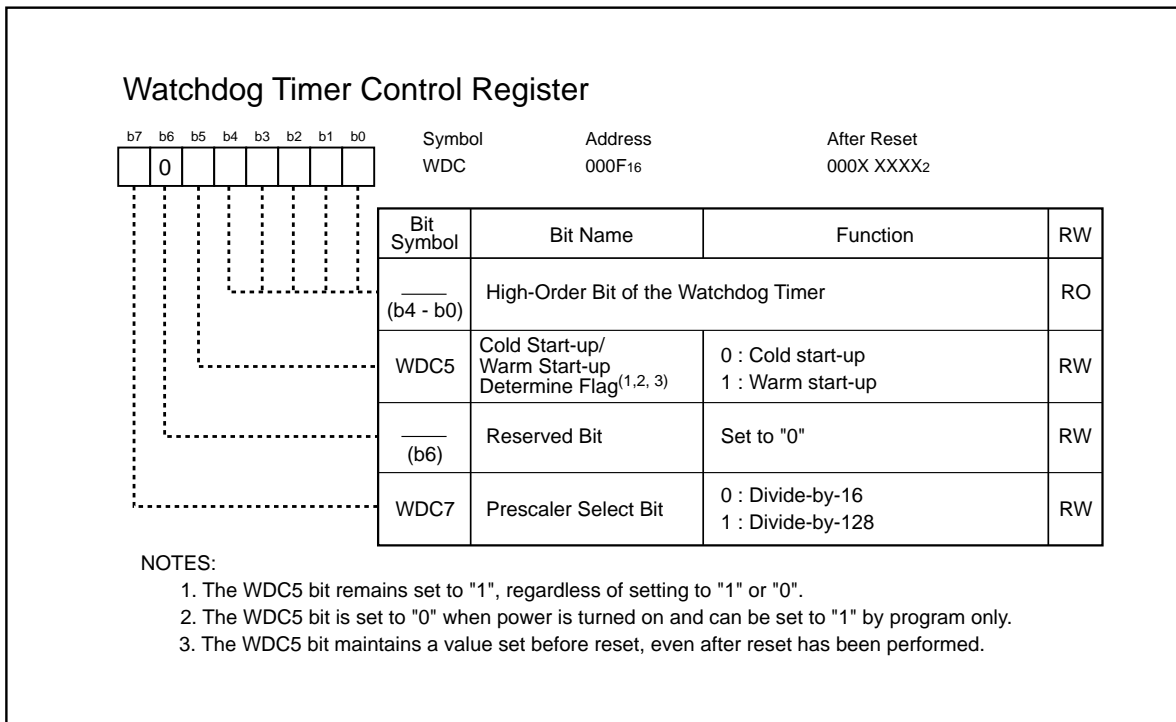 Watchdog Timer Control Register
b7 b6 b5 b4 b3 b2 b1 b0 Symbol Address After Reset
0 WDC 000F16 000X XXXX2
Bit Symbol Bit Name Function RW
(b4 - b0) High-Order Bit of the Watchdog Timer RO
WDC5 Cold Start-up/ Warm Start-up Determine Flag(1,2, 3) 0 : Cold start-up 1 : Warm start-up RW
(b6) Reserved Bit Set to "0" RW
WDC7 Prescaler Select Bit 0 : Divide-by-16 1 : Divide-by-128 RW
NOTES:
1. The WDC5 bit remains set to "1", regardless of setting to "1" or "0".
2. The WDC5 bit is set to "0" when power is turned on and can be set to "1" by program only.
3. The WDC5 bit maintains a value set before reset, even after reset has been performed.